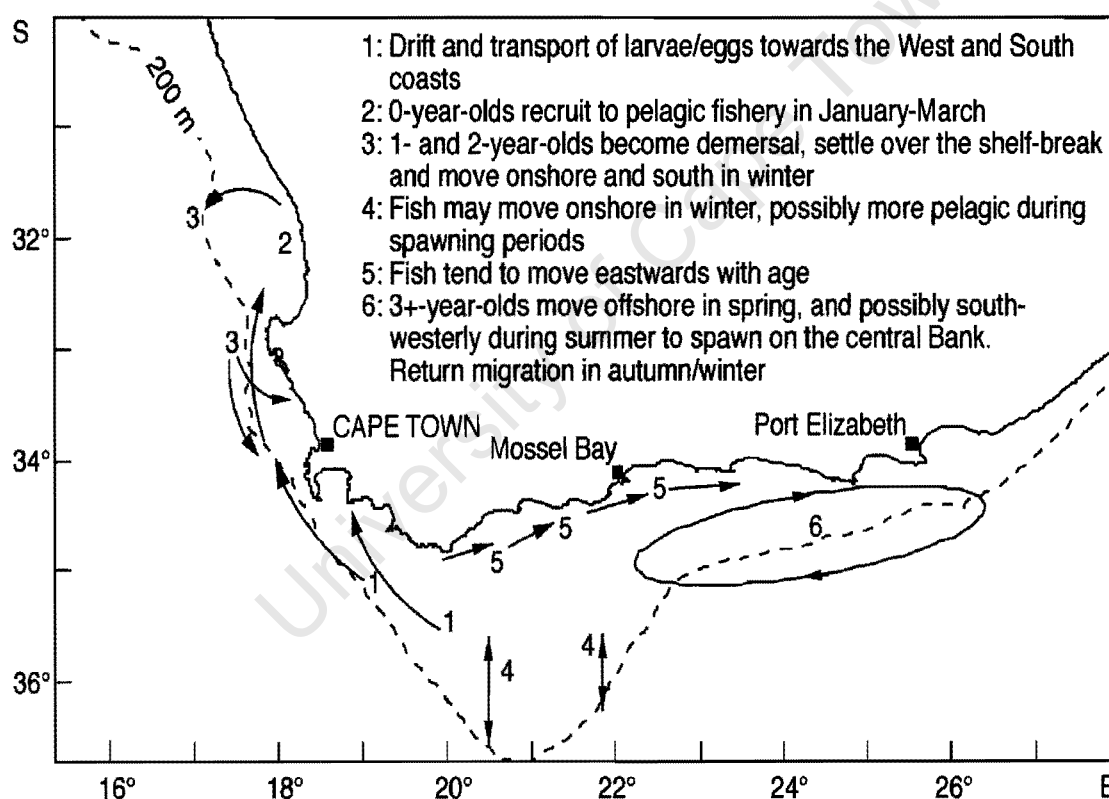 S
1: Drift and transport of larvae/eggs towards the West and South
coasts
2: 0-year-olds recruit to pelagic fishery in January-March
3: 1- and 2-year-olds become demersal, settle over the shelf-break
and move onshore and south in winter
4: Fish may move onshore in winter, possibly more pelagic during
spawning periods
5: Fish tend to move eastwards with age
6: 3+-year-olds move offshore in spring, and possibly south-
westerly during summer to spawn on the central Bank.
Return migration in autumn/winter
200 m
3
2
32°
3
CAPE TOWN
Mossel Bay
Port Elizabeth
34°
5
5
5
6
1
1
4
4
36°
16°
18°
20°
22°
24°
26°
E
University of Cape Town